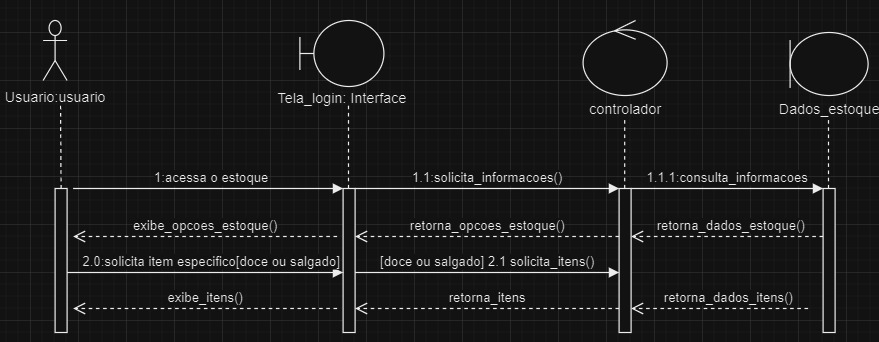 Usuario:usuario
Tela_login: Interface
controlador
Dados_estoque
1:acessa o estoque
1.1:solicita_informacoes()
1.1.1:consulta_informacoes
exibe_opcoes_estoque()
retorna_opcoes_estoque()
retorna_dados_estoque()
2.0:solicita item especifico[doce ou salgado]
[doce ou salgado] 2.1 solicita_itens()
exibe_itens()
retorna_itens
retorna_dados_itens()